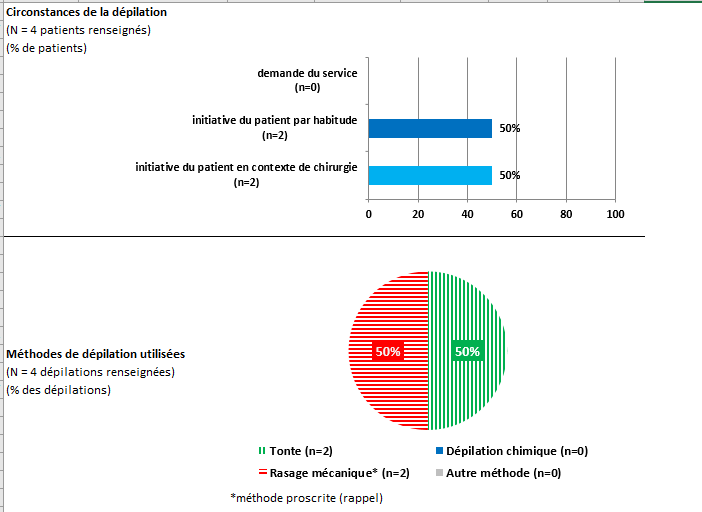 Circonstances de la dépilation
(N = 4 patients renseignés)
(% de patients)
demande du service
(n=0)
initiative du patient par habitude
(n=2)
50%
initiative du patient en contexte de chirurgie
(n=2)
50%
0 20 40 60 80 100
Méthodes de dépilation utilisées
(N = 4 dépilations renseignées)
(% des dépilations)
50% 50%
Tonte (n=2) Dépilation chimique (n=0)
Rasage mécanique* (n=2) Autre méthode (n=0)
*méthode proscrite (rappel)